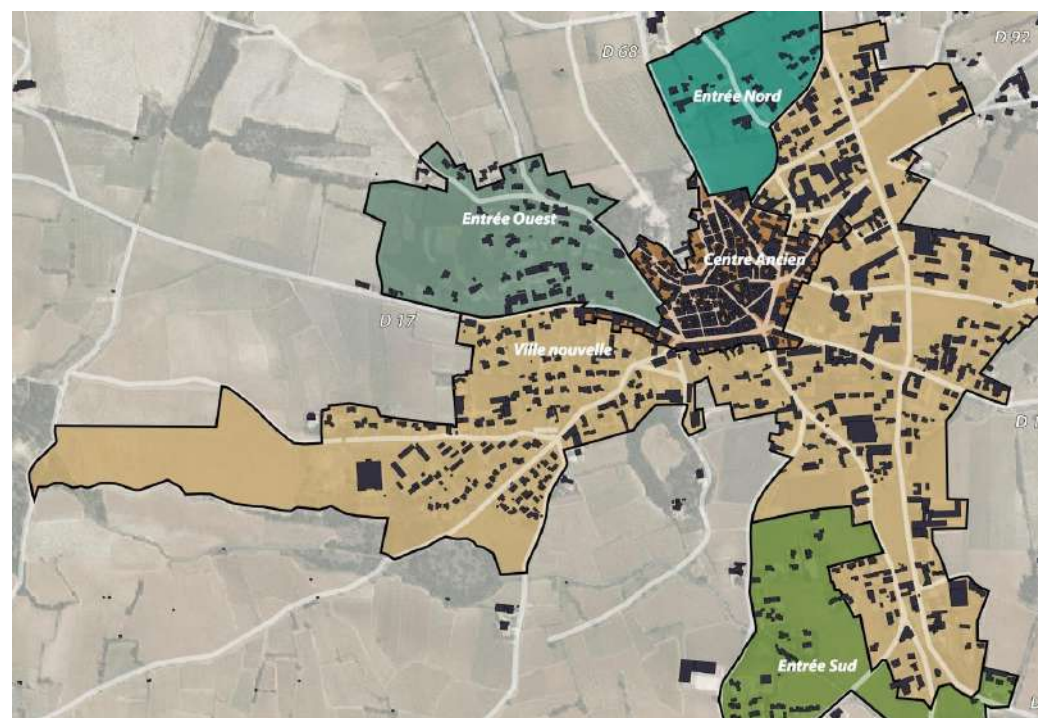 D 68
D 92
Entrée Nord
Entrée Ouest
Centre Ancien
D 17
Ville nouvelle
Entrée Sud